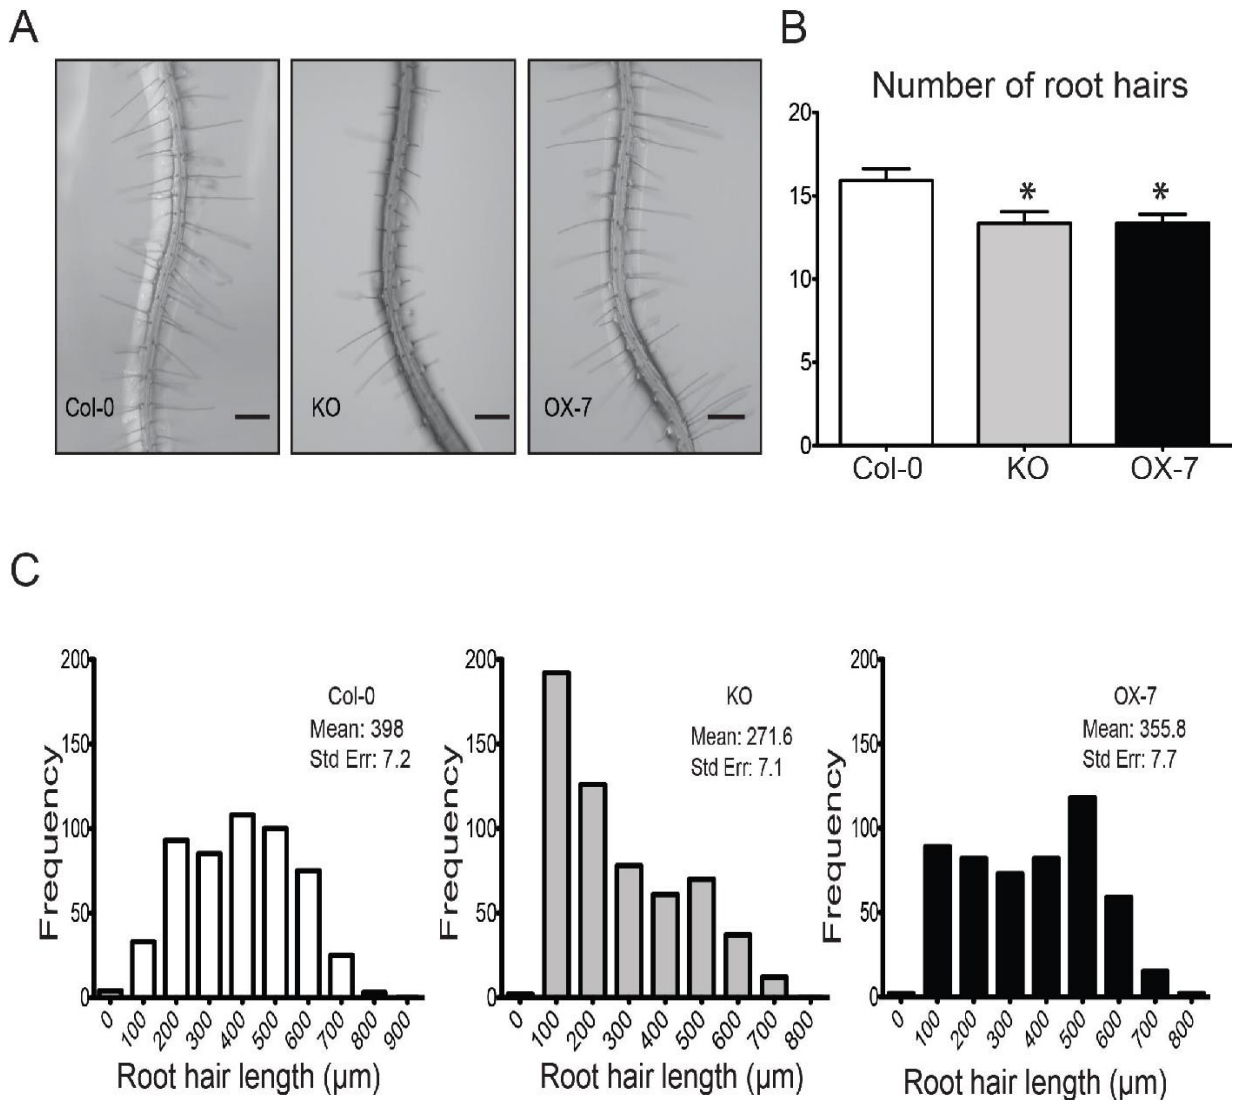 A
B
Col-0
KO
OX-7
Number of root hairs
20
15
10
5
0
*
*
Col-0
KO
OX-7
C
200
150
100
50
0
Frequency
Col-0
Mean: 398
Std Err: 7.2
0 100 200 300 400 500 600 700 800 900
Root hair length (µm)
200
150
100
50
0
Frequency
KO
Mean: 271.6
Std Err: 7.1
0 100 200 300 400 500 600 700 800
Root hair length (µm)
200
150
100
50
0
Frequency
OX-7
Mean: 355.8
Std Err: 7.7
0 100 200 300 400 500 600 700 800
Root hair length (µm)